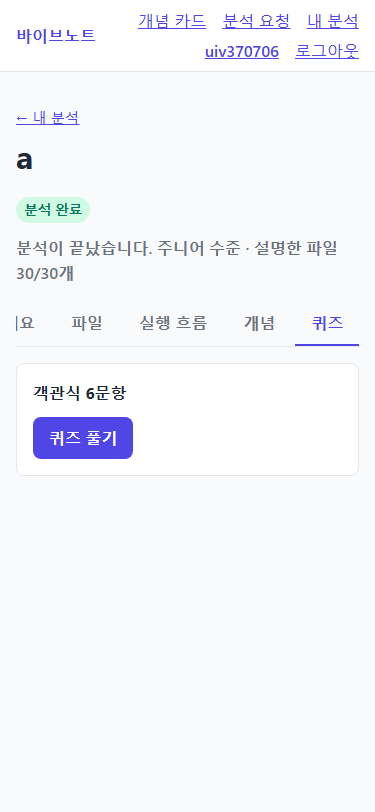 바이브노트
개념 카드 분석 요청 내 분석
uiv370706 로그아웃
← 내 분석
a
분석 완료
분석이 끝났습니다. 주니어 수준 · 설명한 파일
30/30개
요 파일 실행 흐름 개념 퀴즈
객관식 6문항
퀴즈 풀기